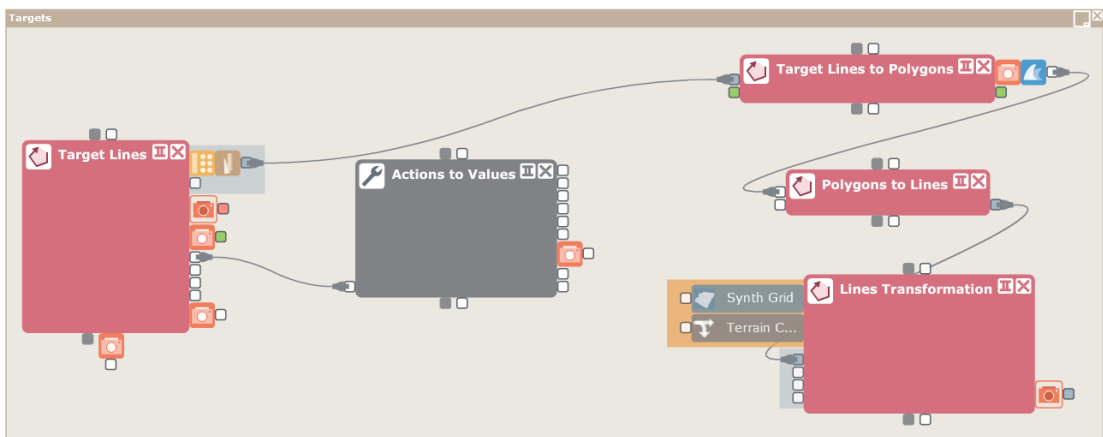 Targets
Target Lines to Polygons
Target Lines
Actions to Values
Polygons to Lines
Synth Grid
Lines Transformation
Terrain C...